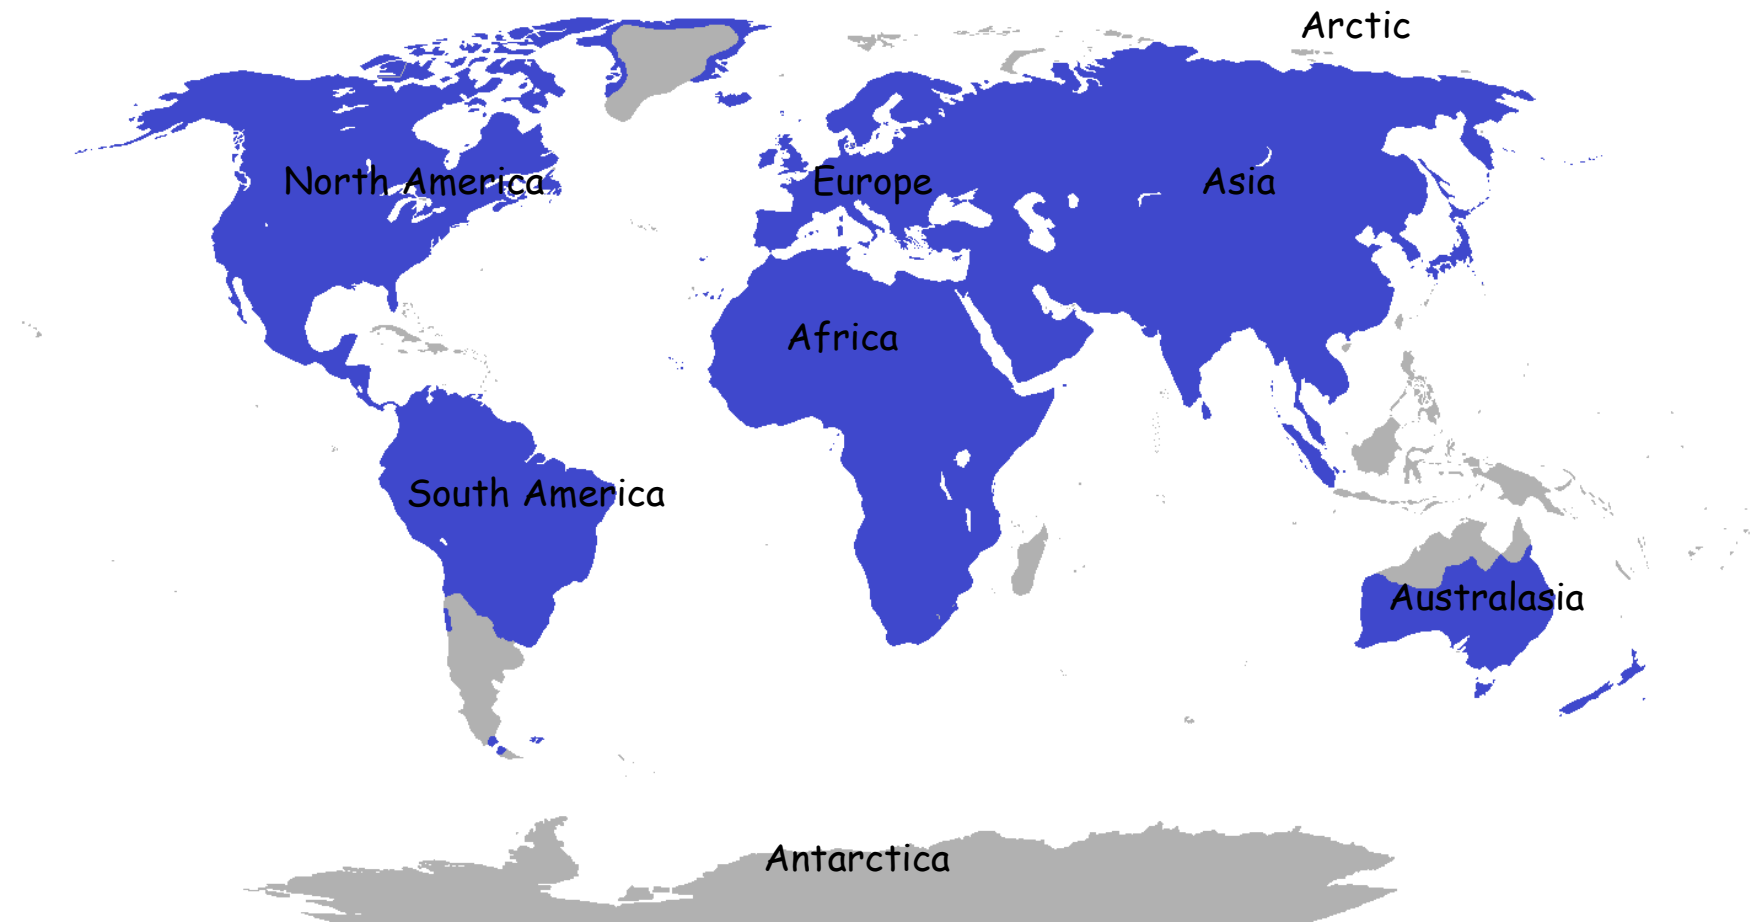 Arctic
North America
Europe
Asia
Africa
South America
Australasia
Antarctica